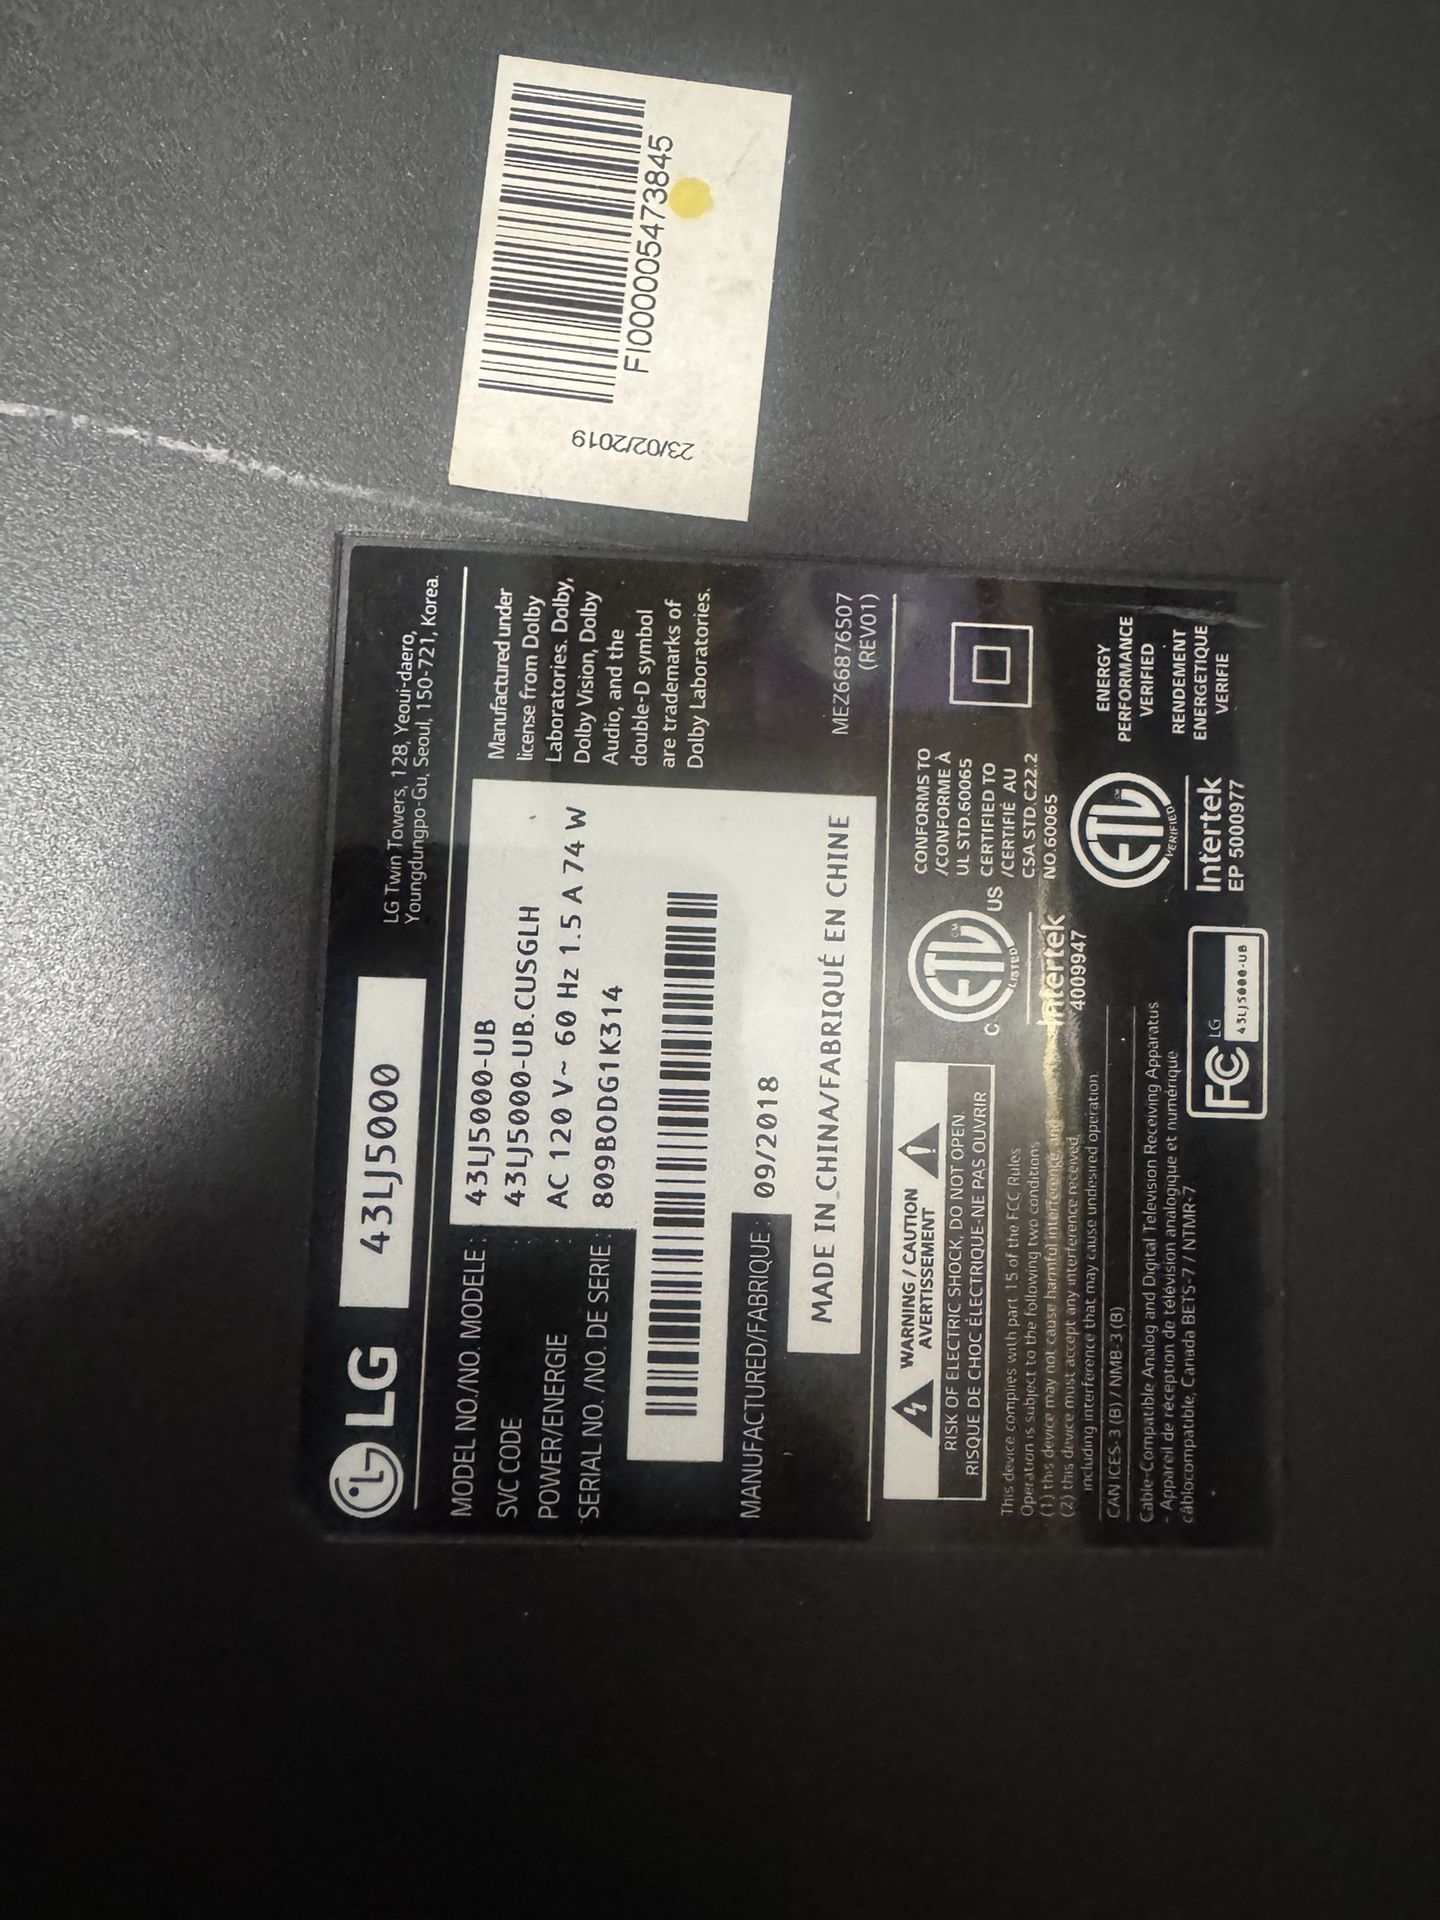 LG
43LJ5000
LG Twin Towers, 128, Yeoui-daero,
Youngdungpo-Gu, Seoul, 150-721, Korea.
MODEL NO./NO. MODELE : 43LJ5000-UB
SVC CODE 43LJ5000-UB.CUSGLH
POWER/ENERGIE AC 120 V~ 60 Hz 1.5 A 74 W
SERIAL NO. /NO. DE SERIE : 809BODG1K314
MANUFACTURED/FABRIQUE : 09/2018
MADE IN CHINA/FABRIQUÉ EN CHINE
Manufactured under
license from Dolby
Laboratories. Dolby,
Dolby Vision, Dolby
Audio, and the
double-D symbol
are trademarks of
Dolby Laboratories.
MEZ66876507
(REV01)
WARNING / CAUTION
AVERTISSEMENT
RISK OF ELECTRIC SHOCK, DO NOT OPEN.
RISQUE DE CHOC ÉLECTRIQUE-NE PAS OUVRIR
This device complies with part 15 of the FCC Rules
Operation is subject to the following two conditions
(1) this device may not cause harmful interference, and
(2) this device must accept any interference received,
including interference that may cause undesired operation.
CAN ICES-3 (B) / NMB-3 (B)
Cable-Compatible Analog and Digital Television Receiving Apparatus
- Appareil de réception de télévision analogique et numérique
câblocompatible, Canada BETS-7 / NTMR-7
FC LG
43LJ5000-UB
C ETL US
CM
LISTED
Intertek
4009947
CONFORMS TO
/CONFORME À
UL STD.60065
CERTIFIED TO
/CERTIFIÉ AU
CSA STD.C22.2
NO.60065
ETL
CM
VERIFIED
Intertek
EP 5000977
ENERGY
PERFORMANCE
VERIFIED
RENDEMENT
ENERGETIQUE
VERIFIE
FI00005473845
23/02/2019